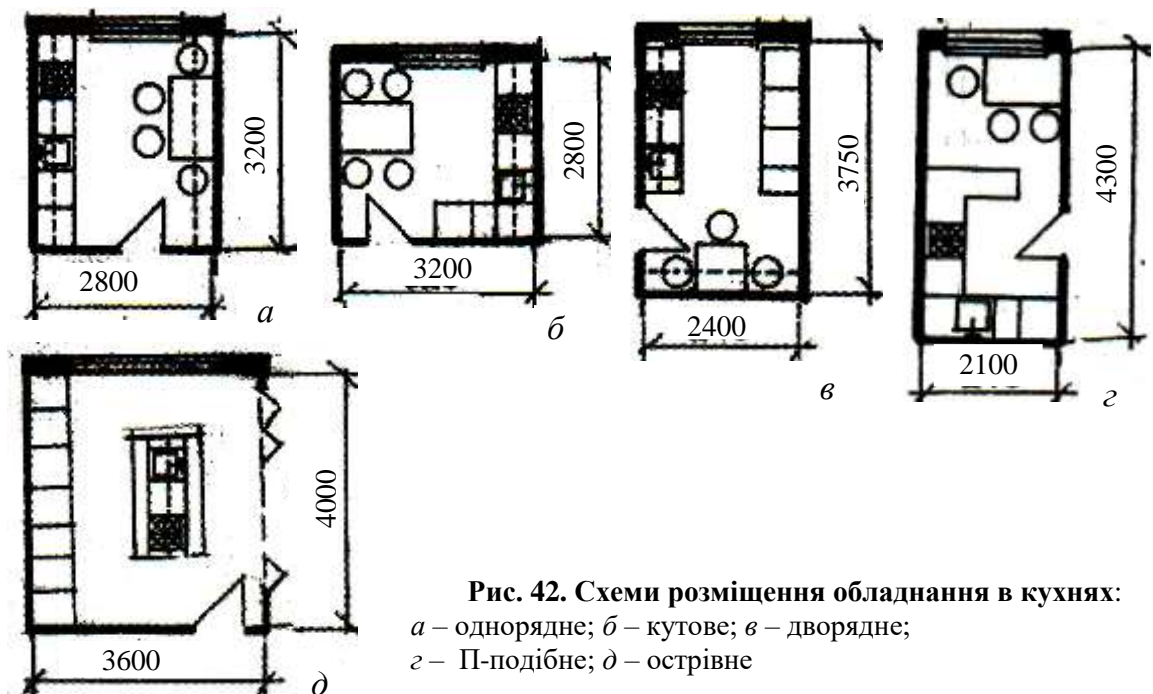 3200
2800
а
2800
3200
б
3750
2400
в
4300
2100
г
4000
3600
д
Рис. 42. Схеми розміщення обладнання в кухнях:
а – однорядне; б – кутове; в – дворядне;
г – П-подібне; д – острівне